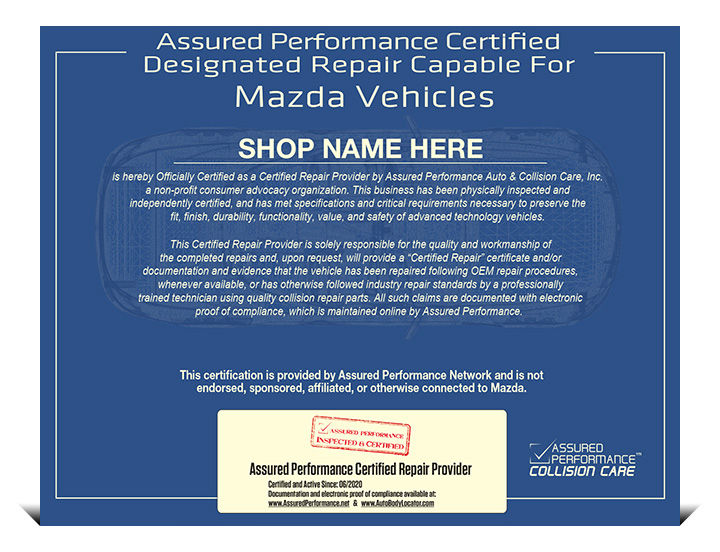 Assured Performance Certified
Designated Repair Capable For
Mazda Vehicles
SHOP NAME HERE
is hereby Officially Certified as a Certified Repair Provider by Assured Performance Auto & Collision Care, Inc.
a non-profit consumer advocacy organization. This business has been physically inspected and
independently certified, and has met specifications and critical requirements necessary to preserve the
fit, finish, durability, functionality, value, and safety of advanced technology vehicles.
This Certified Repair Provider is solely responsible for the quality and workmanship of
the completed repairs and, upon request, will provide a “Certified Repair” certificate and/or
documentation and evidence that the vehicle has been repaired following OEM repair procedures,
whenever available, or has otherwise followed industry repair standards by a professionally
trained technician using quality collision repair parts. All such claims are documented with electronic
proof of compliance, which is maintained online by Assured Performance.
This certification is provided by Assured Performance Network and is not
endorsed, sponsored, affiliated, or otherwise connected to Mazda.
ASSURED PERFORMANCE
INSPECTED & CERTIFIED
Assured Performance Certified Repair Provider
Certified and Active Since: 06/2020
Documentation and electronic proof of compliance available at:
www.AssuredPerformance.net & www.AutoBodyLocator.com
ASSURED
PERFORMANCE™
COLLISION CARE